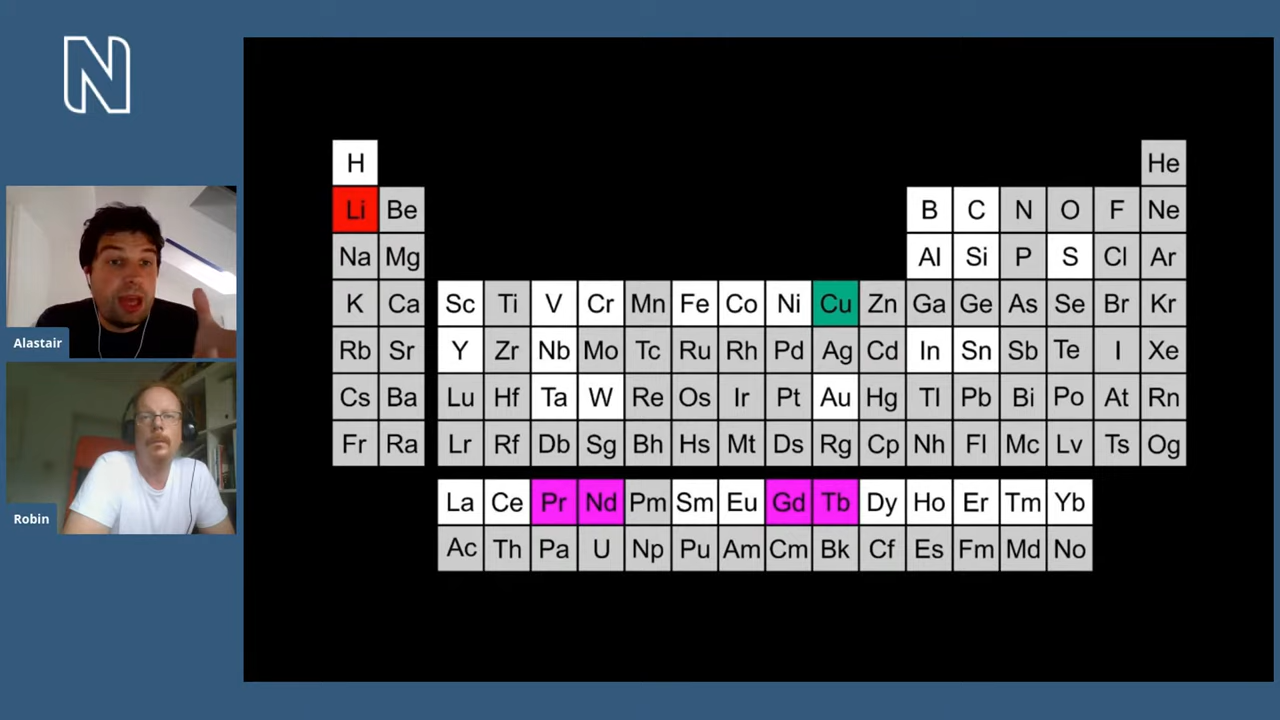 N
Alastair
Robin
H He
Li Be B C N O F Ne
Na Mg Al Si P S Cl Ar
K Ca Sc Ti V Cr Mn Fe Co Ni Cu Zn Ga Ge As Se Br Kr
Rb Sr Y Zr Nb Mo Tc Ru Rh Pd Ag Cd In Sn Sb Te I Xe
Cs Ba Lu Hf Ta W Re Os Ir Pt Au Hg Tl Pb Bi Po At Rn
Fr Ra Lr Rf Db Sg Bh Hs Mt Ds Rg Cp Nh Fl Mc Lv Ts Og
La Ce Pr Nd Pm Sm Eu Gd Tb Dy Ho Er Tm Yb
Ac Th Pa U Np Pu Am Cm Bk Cf Es Fm Md No